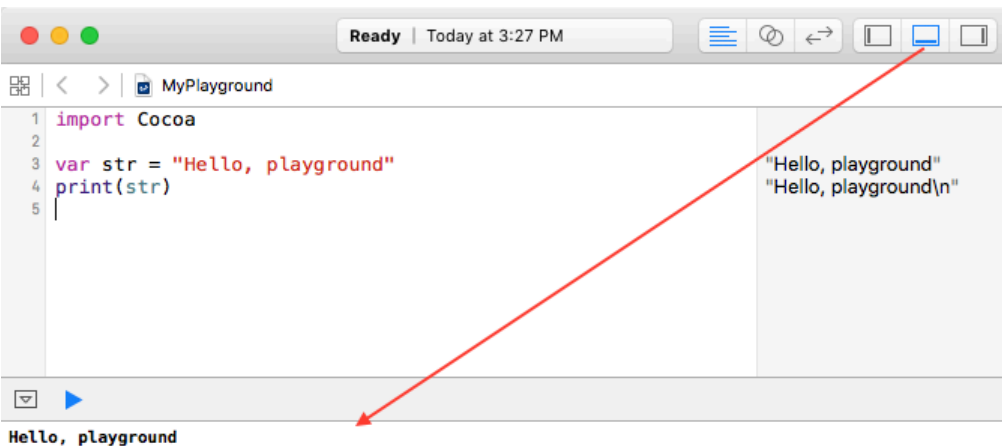 Ready | Today at 3:27 PM
MyPlayground
1 import Cocoa
2
3 var str = "Hello, playground" "Hello, playground"
4 print(str) "Hello, playground\n"
5
Hello, playground